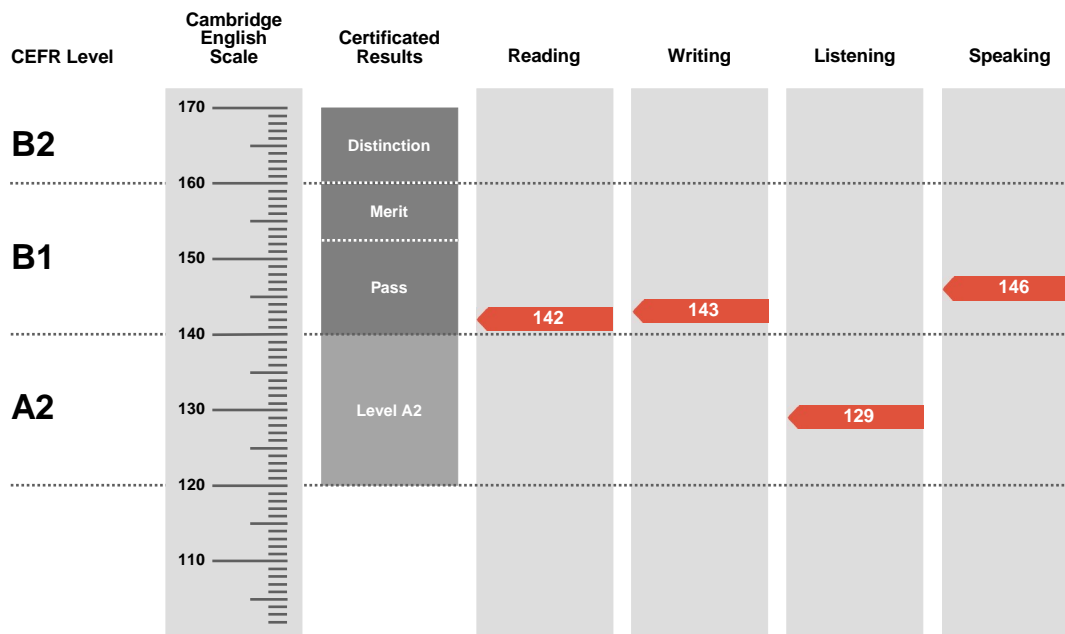 CEFR Level
Cambridge
English
Scale
Certificated
Results
Reading
Writing
Listening
Speaking
170
B2
Distinction
160
Merit
B1
150
Pass
146
142
143
140
A2
130
Level A2
129
120
110